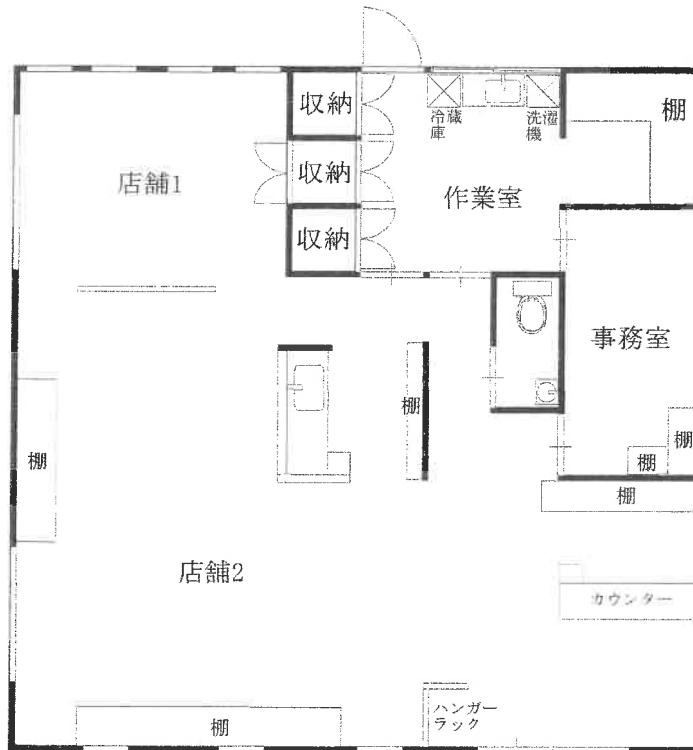 収納
棚
冷蔵
庫
洗濯
機
店舗1
収納
作業室
収納
事務室
棚
棚
棚
棚
棚
店舗2
カウンター
ハンガー
ラック
棚